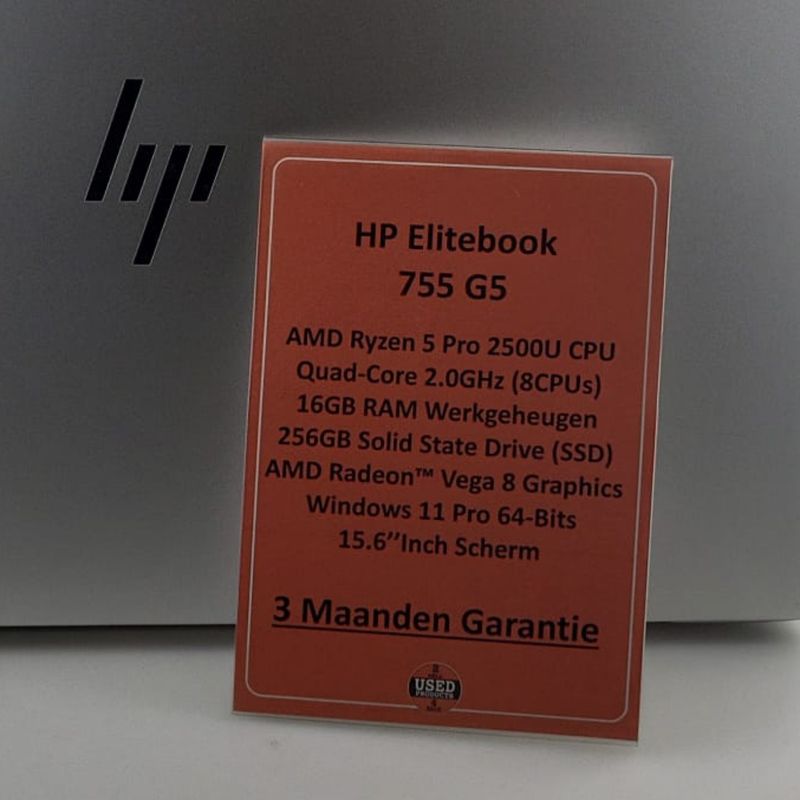 hp
HP Elitebook
755 G5
AMD Ryzen 5 Pro 2500U CPU
Quad-Core 2.0GHz (8CPUs)
16GB RAM Werkgeheugen
256GB Solid State Drive (SSD)
AMD Radeon™ Vega 8 Graphics
Windows 11 Pro 64-Bits
15.6’’Inch Scherm
3 Maanden Garantie
USED
PRODUCTS